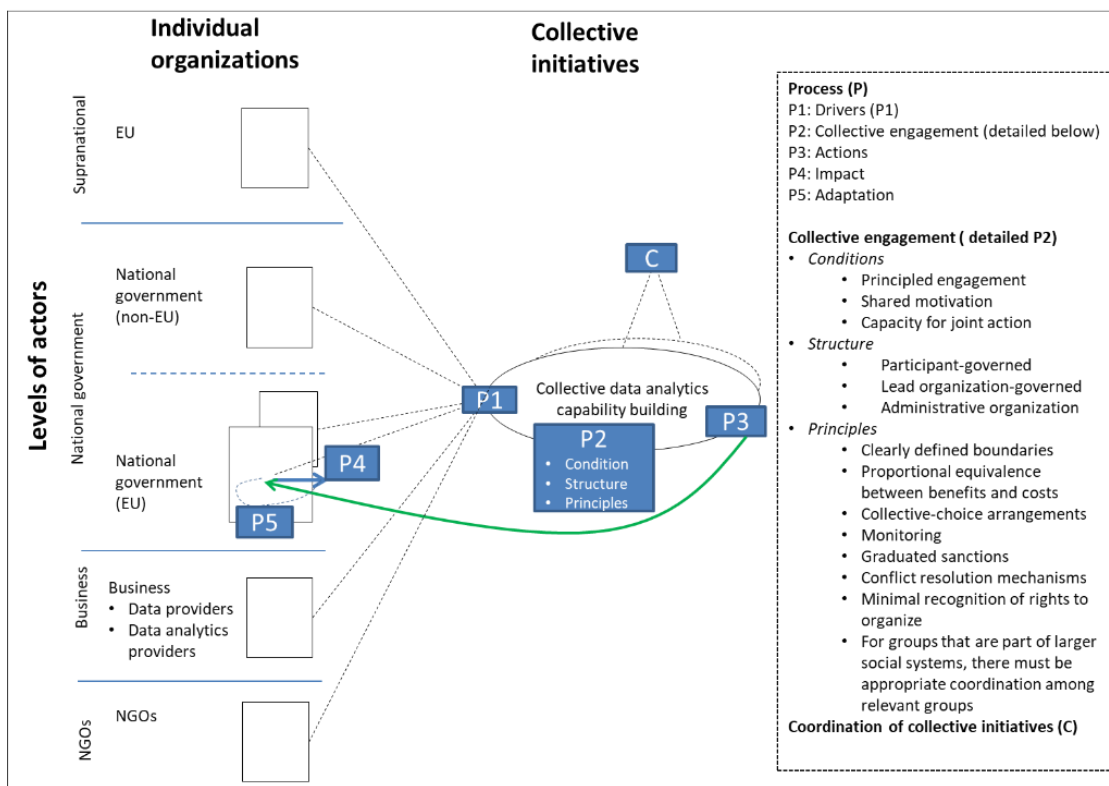 Individual
organizations
Collective
initiatives
Levels of actors
Supranational
EU
National government
National
government
(non-EU)
National
government
(EU)
Business
Business
• Data providers
• Data analytics
providers
NGOs
NGOs
P1
C
Collective data analytics
capability building
P2
• Condition
• Structure
• Principles
P3
P4
P5
Process (P)
P1: Drivers (P1)
P2: Collective engagement (detailed below)
P3: Actions
P4: Impact
P5: Adaptation
Collective engagement ( detailed P2)
• Conditions
• Principled engagement
• Shared motivation
• Capacity for joint action
• Structure
• Participant-governed
• Lead organization-governed
• Administrative organization
• Principles
• Clearly defined boundaries
• Proportional equivalence
between benefits and costs
• Collective-choice arrangements
• Monitoring
• Graduated sanctions
• Conflict resolution mechanisms
• Minimal recognition of rights to
organize
• For groups that are part of larger
social systems, there must be
appropriate coordination among
relevant groups
Coordination of collective initiatives (C)